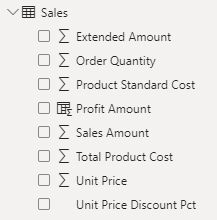 Sales
Extended Amount
Order Quantity
Product Standard Cost
Profit Amount
Sales Amount
Total Product Cost
Unit Price
Unit Price Discount Pct